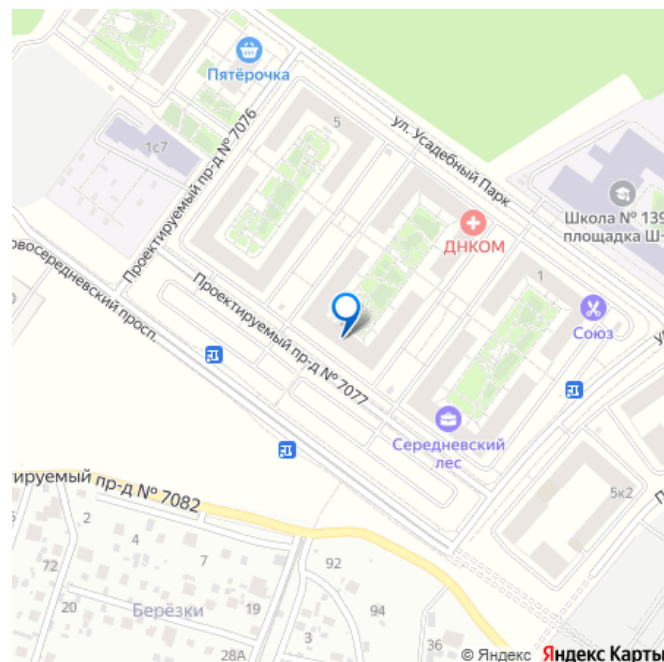 Пятёрочка
1с7
5
ул. Усадебный Парк
Проектируемый пр-д № 7076
Школа № 139
площадка Ш-
ДНКОМ
1
Союз
Проектируемый пр-д № 7077
овосередневский просп.
0
Середневский
лес
5к2
тируемый пр-д № 7082
2
4
7
72
92
20
Берёзки
19
94
3
36
28А
© Яндекс Яндекс Карты